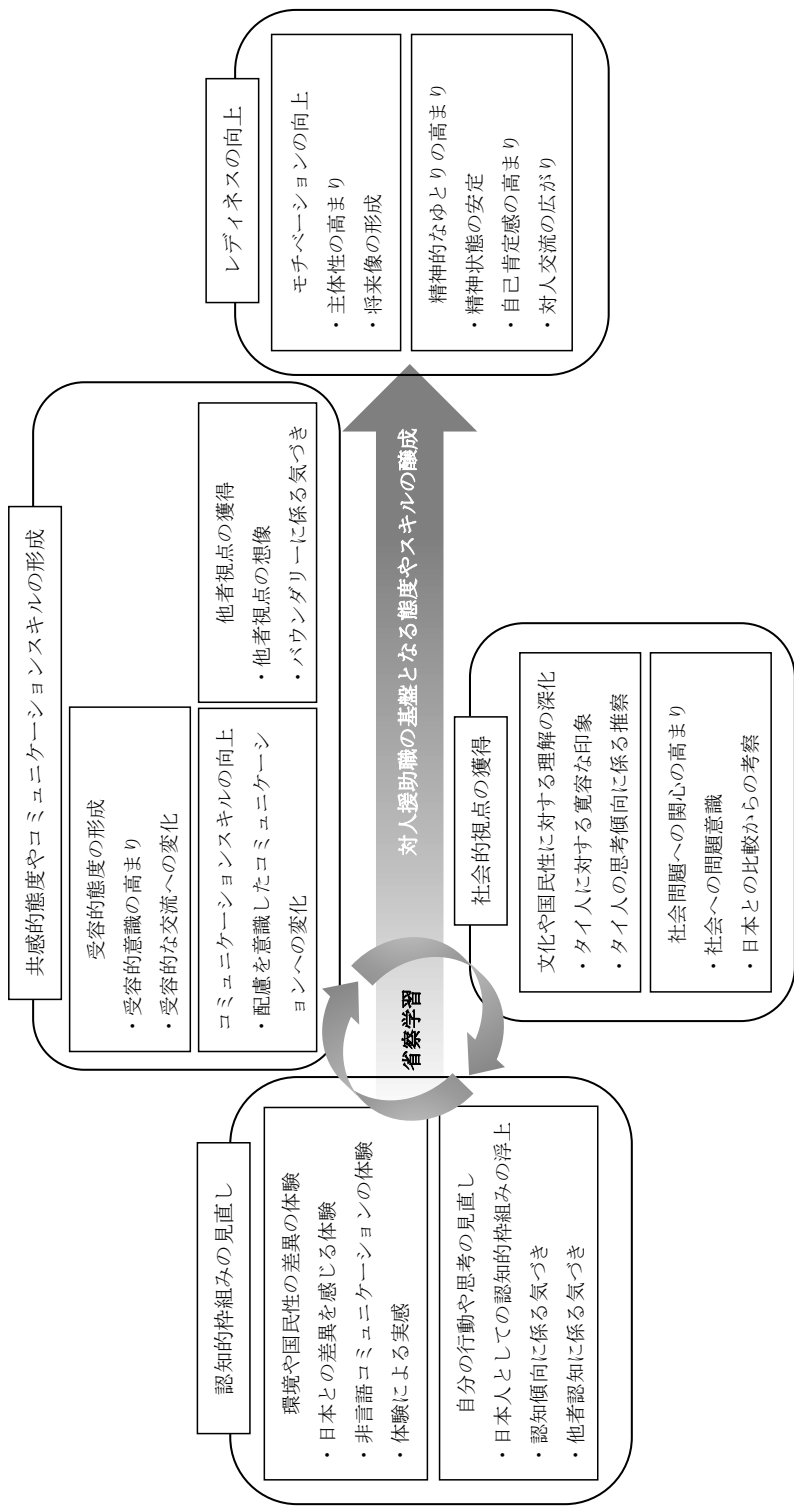 認知的枠組みの見直し
環境や国民性の差異の体験
・日本との差異を感じる体験
・非言語コミュニケーションの体験
・体験による実感
自分の行動や思考の見直し
・日本人としての認知的枠組みの浮上
・認知傾向に係る気づき
・他者認知に係る気づき
省察学習
対人援助職の基盤となる態度やスキルの醸成
共感的態度やコミュニケーションスキルの形成
受容的態度の形成
・受容的意識の高まり
・受容的な交流への変化
コミュニケーションスキルの向上
・配慮を意識したコミュニケーシ
ョンへの変化
他者視点の獲得
・他者視点の想像
・バウンダリーに係る気づき
社会的視点の獲得
文化や国民性に対する理解の深化
・タイ人に対する寛容な印象
・タイ人の思考傾向に係る推察
社会問題への関心の高まり
・社会への問題意識
・日本との比較からの考察
レディネスの向上
モチベーションの向上
・主体性の高まり
・将来像の形成
精神的なゆとりの高まり
・精神状態の安定
・自己肯定感の高まり
・対人交流の広がり